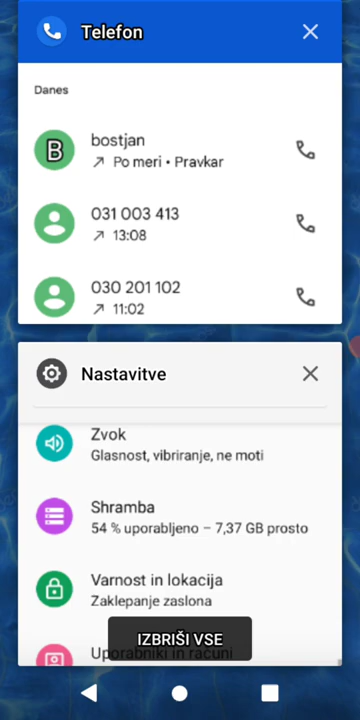 Telefon
Danes
B
bostjan
Po meri • Pravkar
031 003 413
13:08
030 201 102
11:02
Nastavitve
Zvok
Glasnost, vibriranje, ne moti
Shramba
54 % uporabljeno – 7,37 GB prosto
Varnost in lokacija
Zaklepanje zaslona
Uporabniki in računi
IZBRIŠI VSE